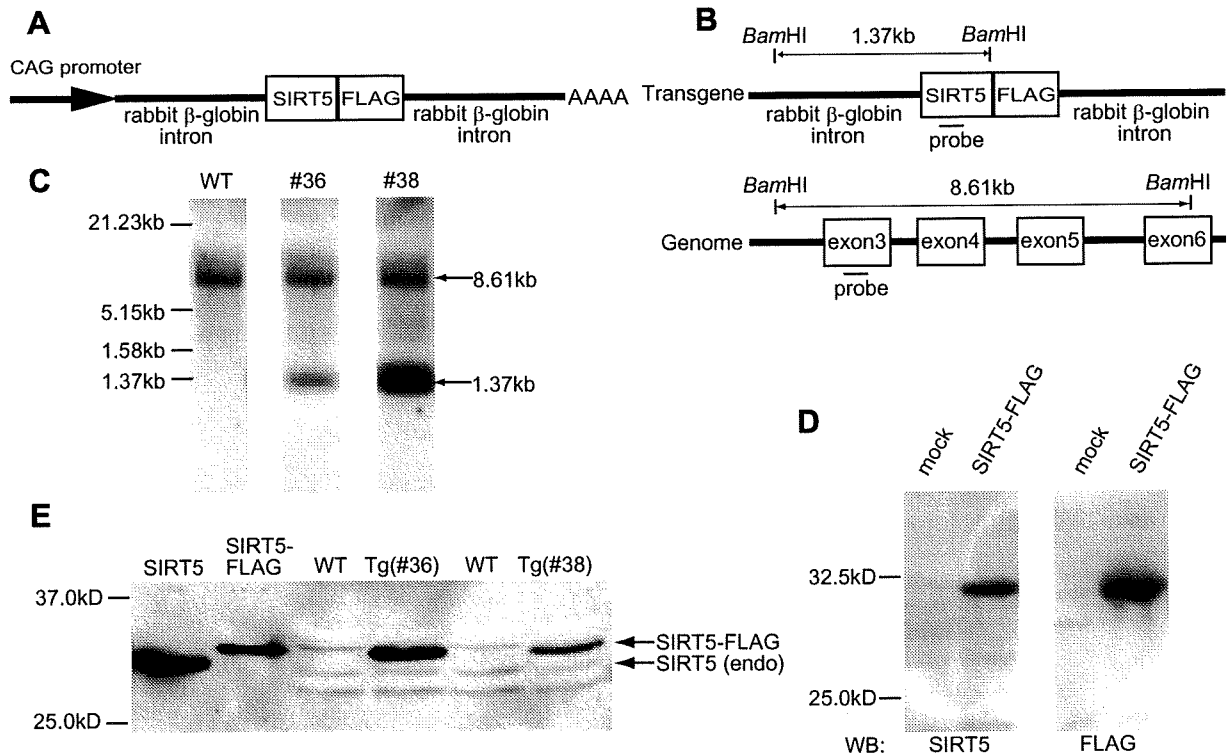 A
CAG promoter
SIRT5 FLAG
AAAA
rabbit β-globin intron
rabbit β-globin intron
B
BamHI 1.37kb BamHI
Transgene
SIRT5 FLAG
rabbit β-globin intron
probe
rabbit β-globin intron
BamHI 8.61kb BamHI
Genome
exon3 exon4 exon5 exon6
probe
C
WT #36 #38
21.23kb
8.61kb
5.15kb
1.58kb
1.37kb
1.37kb
D
mock SIRT5-FLAG mock SIRT5-FLAG
32.5kD
25.0kD
WB: SIRT5 FLAG
E
SIRT5 SIRT5-FLAG WT Tg(#36) WT Tg(#38)
37.0kD
SIRT5-FLAG
SIRT5 (endo)
25.0kD